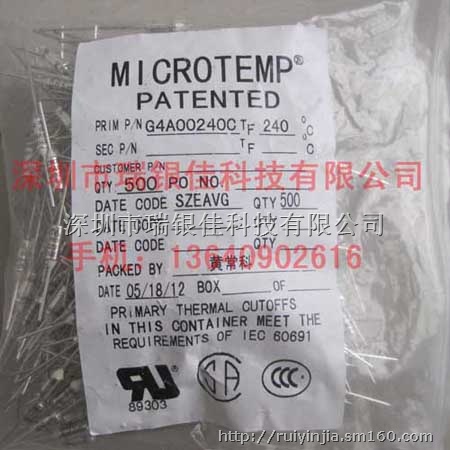 MICROTEMP®
PATENTED
PRIM P/N G4A00240C TF 240 °C
SEC P/N TF °C
深圳市瑞银佳科技有限公司
CUSTOMER P/N
QTY 500 PO NO.
DATE CODE SZEAVG QTY 500
深圳市瑞银佳科技有限公司
DATE CODE QTY
DATE CODE QTY
手机：13640902616
PACKED BY 黄常科
DATE 05/18/12 BOX OF
PRIMARY THERMAL CUTOFFS
IN THIS CONTAINER MEET THE
REQUIREMENTS OF IEC 60691
89303
http://ruiyinjia.sm160.com/